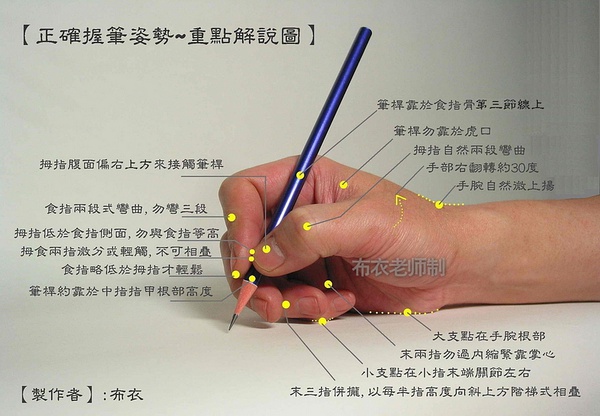 【正確握筆姿勢~重點解說圖】
筆桿靠於食指骨第三節線上
筆桿勿靠於虎口
拇指自然兩段彎曲
手部右翻轉約30度
手腕自然溦上揚
拇指腹面偏右上方來接觸筆桿
食指兩段式彎曲,勿彎三段
拇指低於食指側面,勿與食指等高
拇食兩指溦分或輕觸,不可相疊
食指略低於拇指才輕鬆
筆桿約靠於中指指甲根部高度
布衣老师制
大支點在手腕根部
末兩指勿過內縮緊靠掌心
小支點在小指末端關節左右
末三指併攏,以每半指高度向斜上方階梯式相疊
【製作者】:布衣